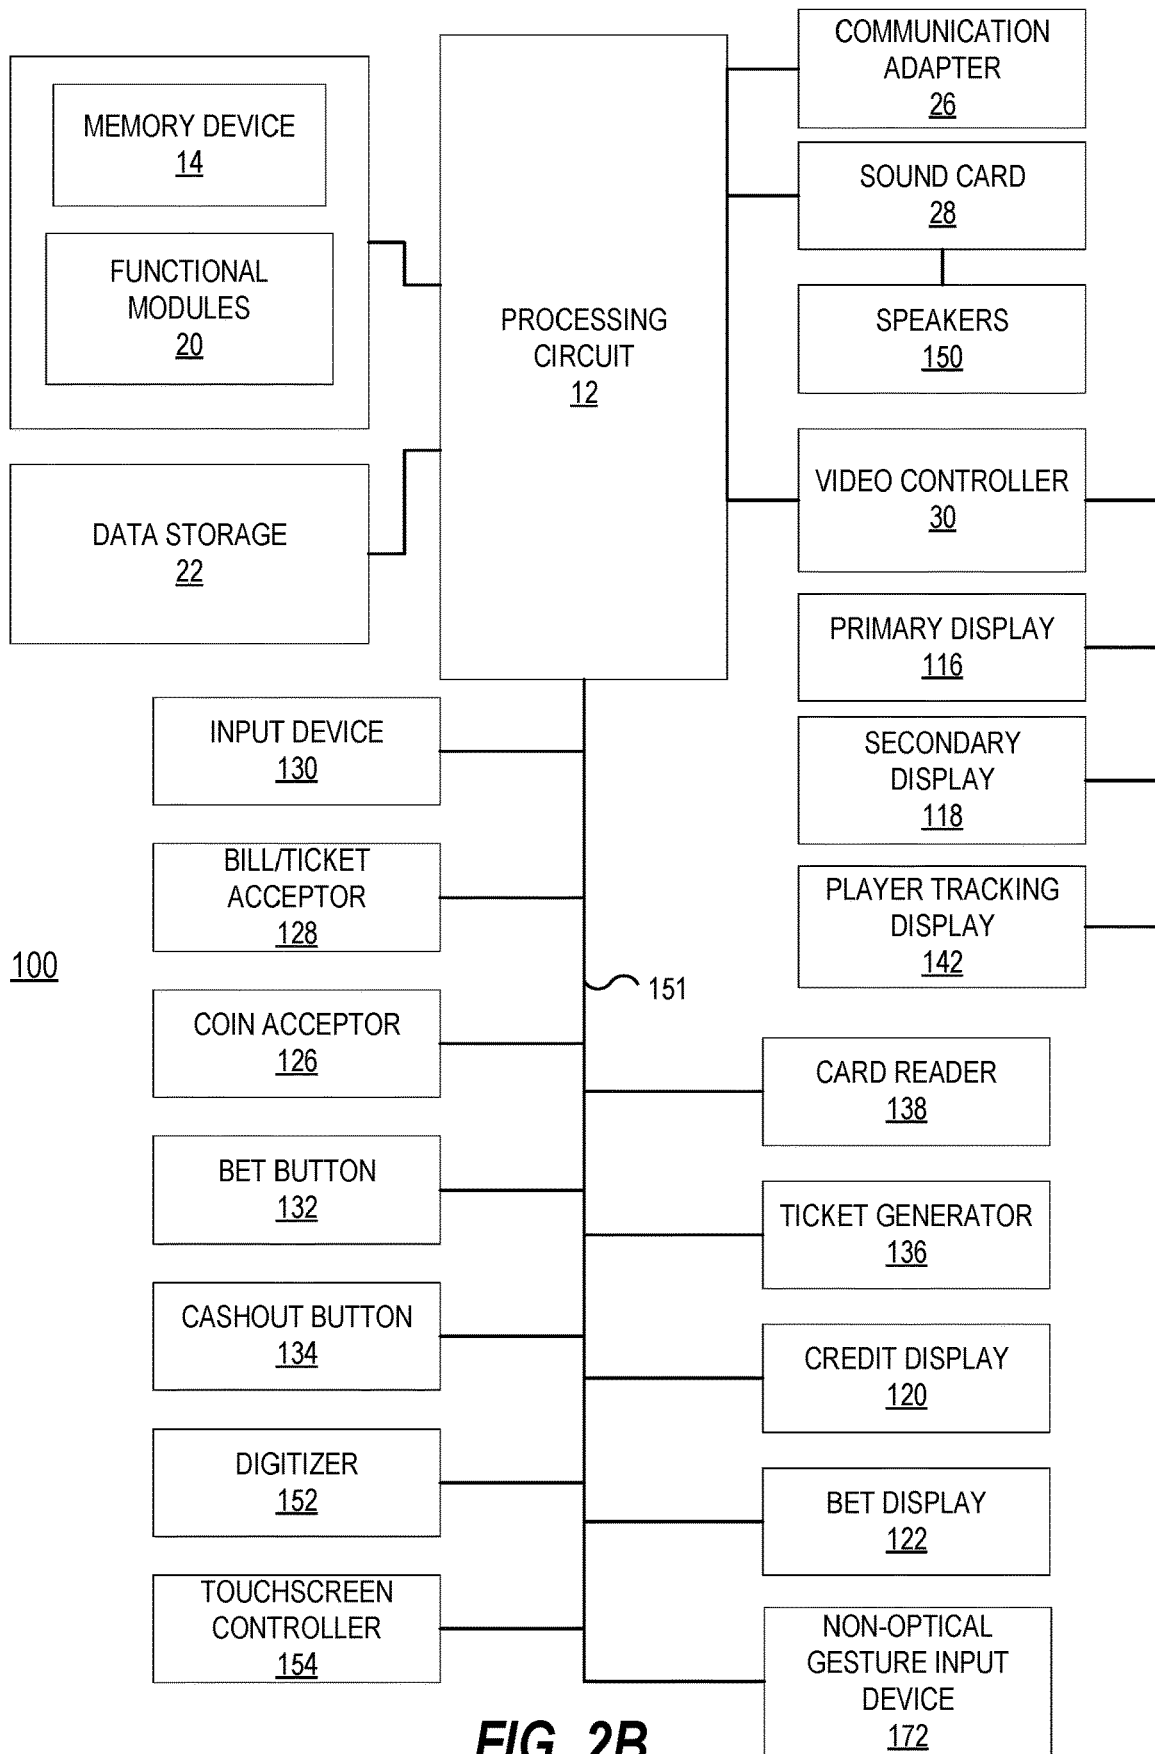 MEMORY DEVICE
14
FUNCTIONAL
MODULES
20
DATA STORAGE
22
PROCESSING
CIRCUIT
12
COMMUNICATION
ADAPTER
26
SOUND CARD
28
SPEAKERS
150
VIDEO CONTROLLER
30
PRIMARY DISPLAY
116
SECONDARY
DISPLAY
118
PLAYER TRACKING
DISPLAY
142
INPUT DEVICE
130
BILL/TICKET
ACCEPTOR
128
100
151
COIN ACCEPTOR
126
BET BUTTON
132
CASHOUT BUTTON
134
DIGITIZER
152
TOUCHSCREEN
CONTROLLER
154
CARD READER
138
TICKET GENERATOR
136
CREDIT DISPLAY
120
BET DISPLAY
122
NON-OPTICAL
GESTURE INPUT
DEVICE
172
FIG. 2B